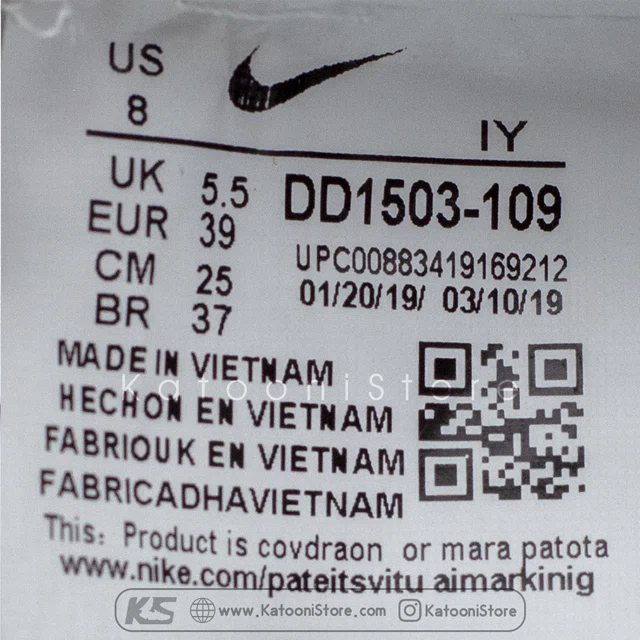 US
8
IY
UK 5.5
EUR 39
CM 25
BR 37
DD1503-109
UPC00883419169212
01/20/19/ 03/10/19
MADE IN VIETNAM
HECHON EN VIETNAM
FABRIOUK EN VIETNAM
FABRICADHAVIETNAM
KatooniStore
This: Product is covdraon or mara patota
www.nike.com/pateitsvitu aimarkinig
KS www.KatooniStore.com KatooniStore